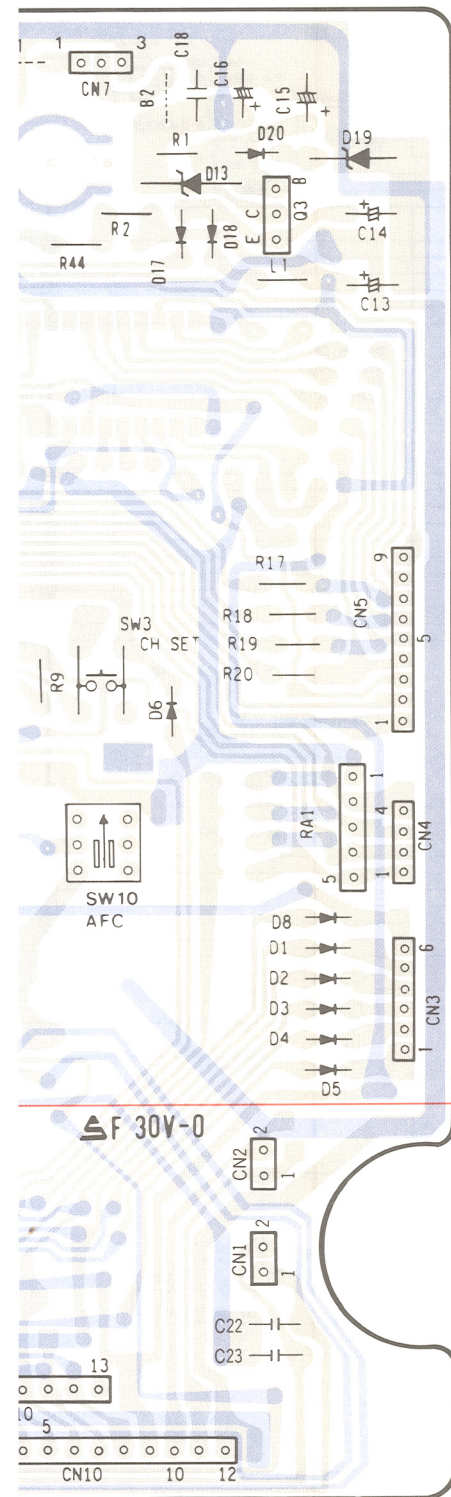 1 3
CN7
B2
C18
C16
C15
R1
D20
D19
D13
B
C
E
Q3
R2
D17
D18
C14
R44
L1
C13
R17
9
R18
CN5
SW3
CH SET
R19
5
R9
R20
D6
1
RA1
1
4
CN4
5
1
SW10
AFC
D8
D1
6
D2
D3
CN3
D4
1
D5
F 30V-0
2
CN2
1
2
CN1
1
C22
C23
13
10
5
CN10 10 12